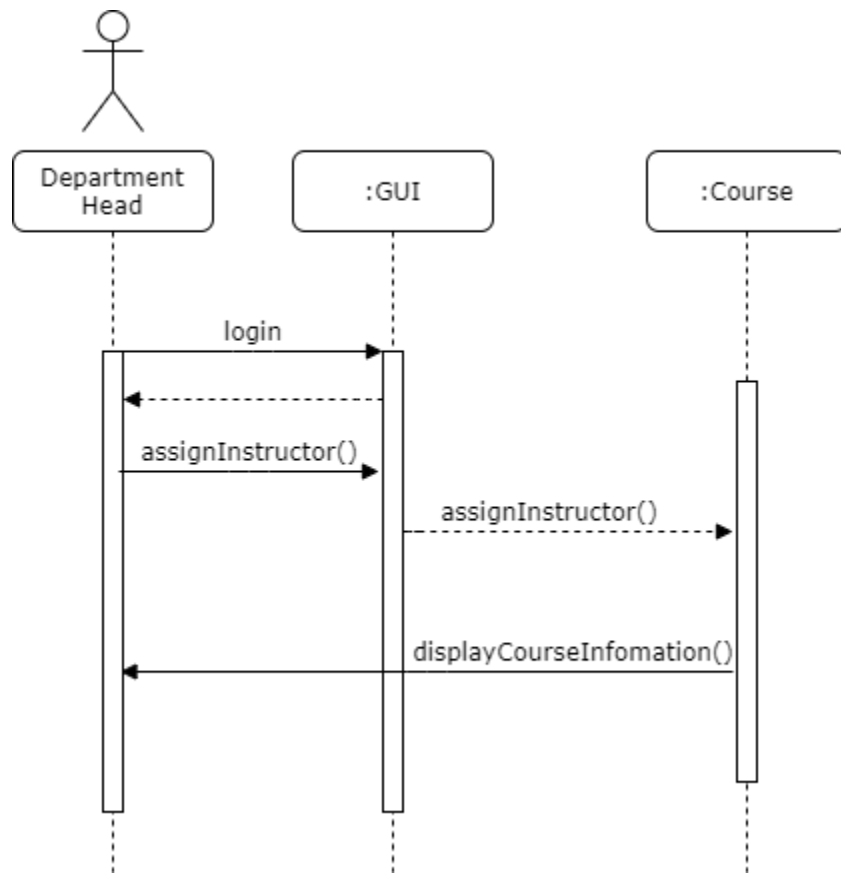 Department
Head
:GUI
:Course
login
assignInstructor()
assignInstructor()
displayCourseInfomation()